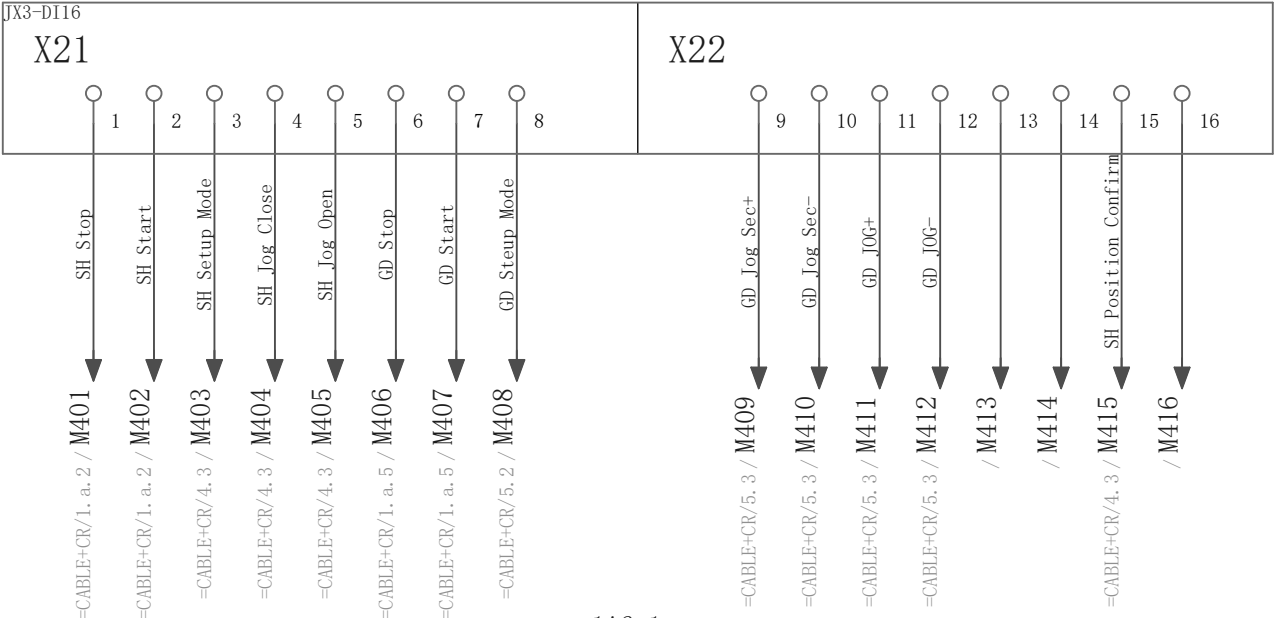 JX3-DI16
X21
X22
1 2 3 4 5 6 7 8
9 10 11 12 13 14 15 16
SH Stop
SH Start
SH Setup Mode
SH Jog Close
SH Jog Open
GD Stop
GD Start
GD Steup Mode
GD Jog Sec+
GD Jog Sec-
GD JOG+
GD JOG-
SH Position Confirm
=CABLE+CR/1.a.2 / M401
=CABLE+CR/1.a.2 / M402
=CABLE+CR/4.3 / M403
=CABLE+CR/4.3 / M404
=CABLE+CR/4.3 / M405
=CABLE+CR/1.a.5 / M406
=CABLE+CR/1.a.5 / M407
=CABLE+CR/5.2 / M408
=CABLE+CR/5.3 / M409
=CABLE+CR/5.3 / M410
=CABLE+CR/5.3 / M411
=CABLE+CR/5.3 / M412
/ M413
/ M414
=CABLE+CR/4.3 / M415
/ M416